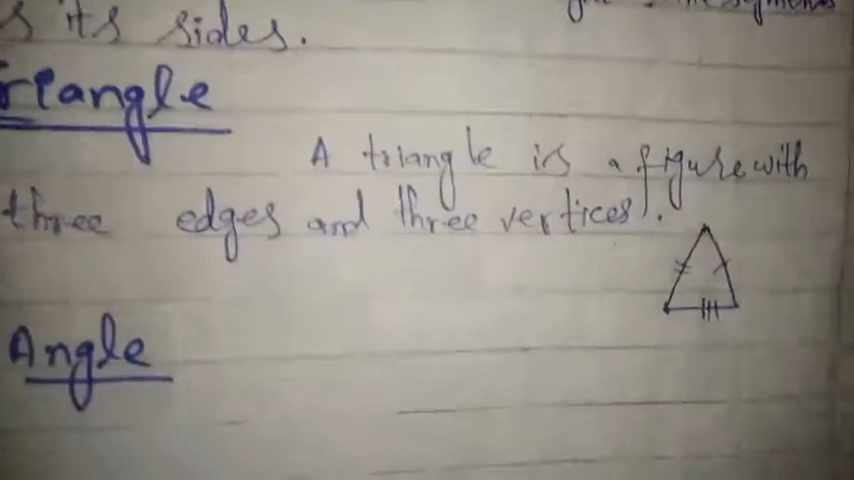 s its sides.
riangle
A triangle is a figure with
three edges and three vertices.
Angle